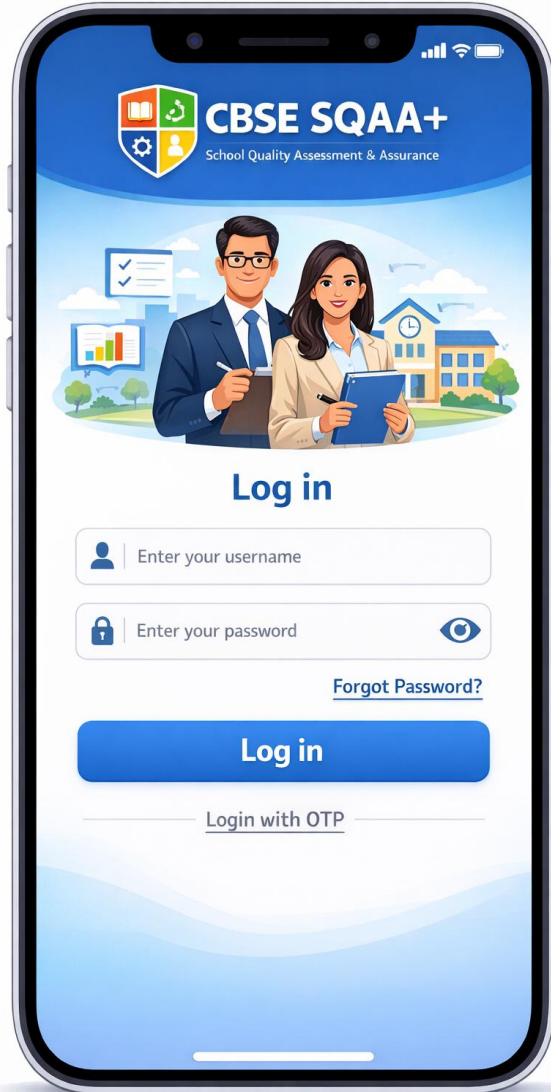 CBSE SQAA+
School Quality Assessment & Assurance
Log in
Enter your username
Enter your password
Forgot Password?
Log in
Login with OTP